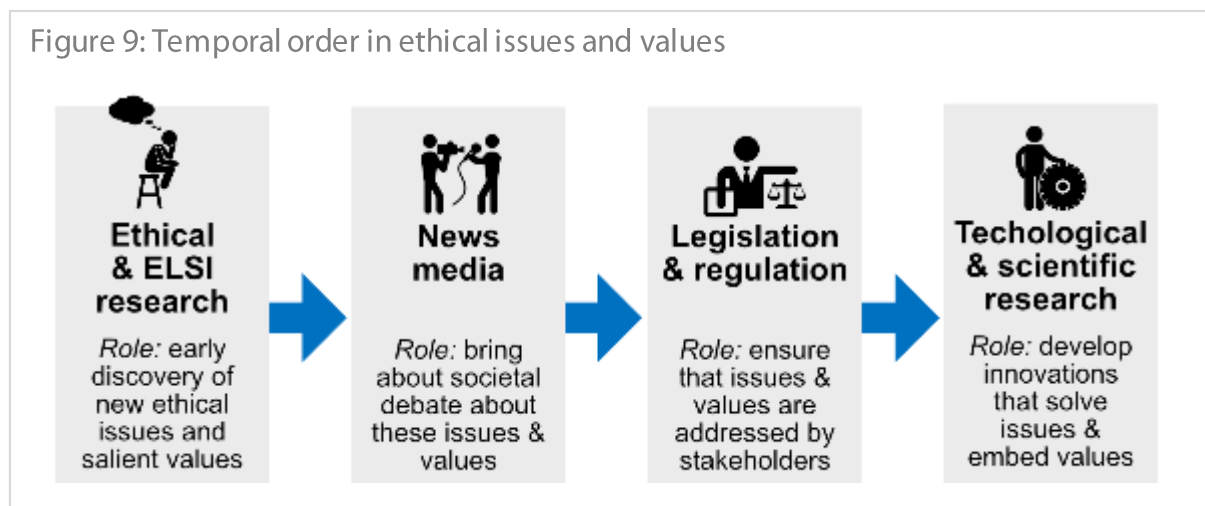 Figure 9: Temporal order in ethical issues and values
Ethical
& ELSI
research
Role: early
discovery of
new ethical
issues and
salient values
News
media
Role: bring
about societal
debate about
these issues &
values
Legislation
& regulation
Role: ensure
that issues &
values are
addressed by
stakeholders
Techological
& scientific
research
Role: develop
innovations
that solve
issues &
embed values